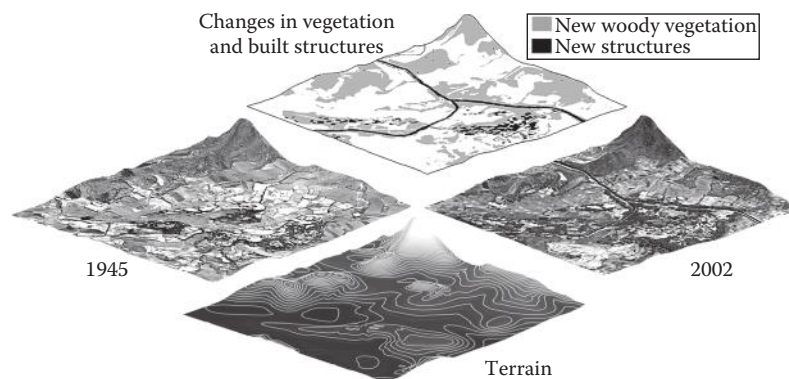 Changes in vegetation
and built structures
New woody vegetation
New structures
1945
2002
Terrain